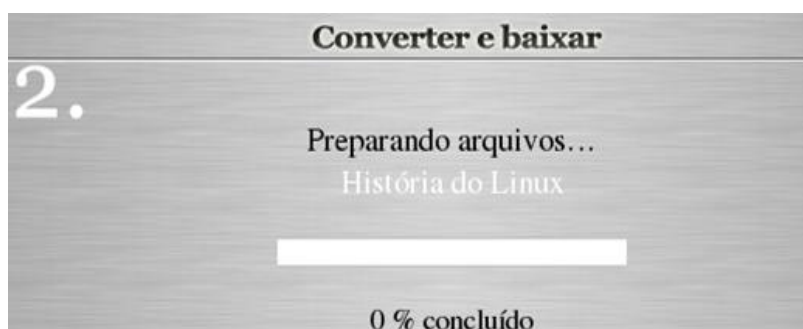 Converter e baixar
2.
Preparando arquivos...
História do Linux
0 % concluído